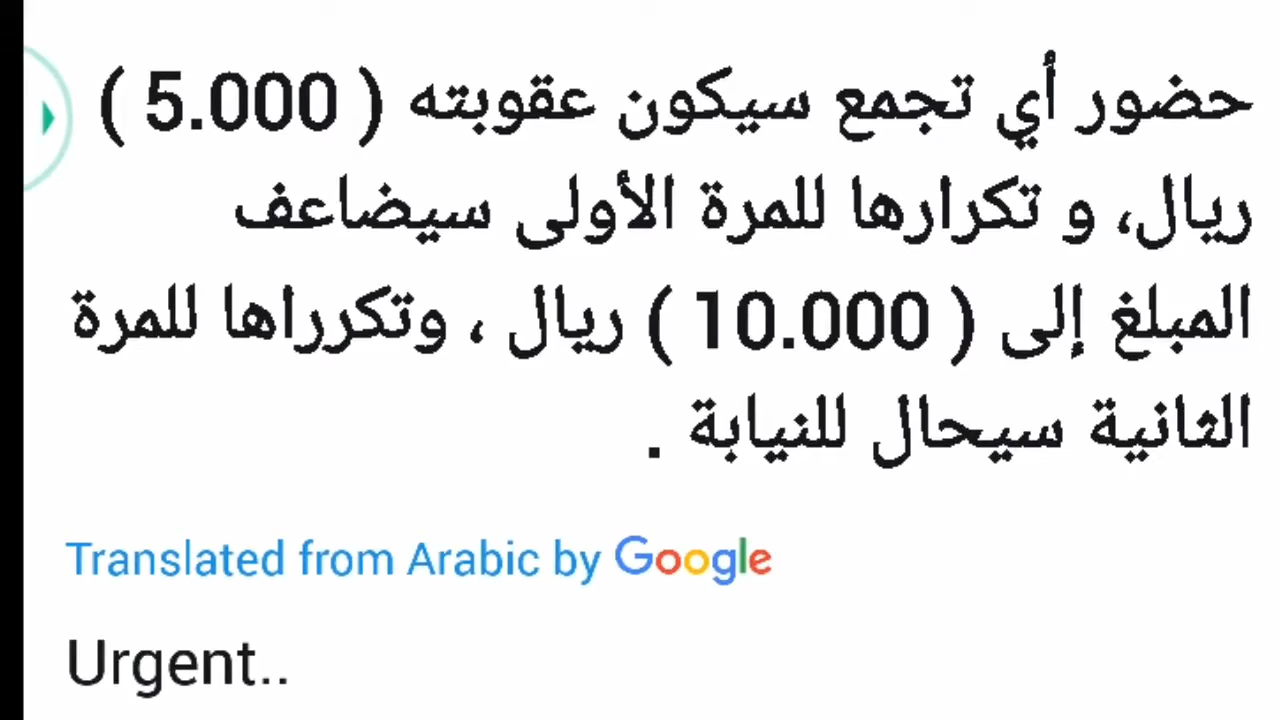 حضور أي تجمع سيكون عقوبته ( 5.000 )
ريال، و تكرارها للمرة الأولى سيضاعف
المبلغ إلى ( 10.000 ) ريال ، وتكرراها للمرة
الثانية سيحال للنيابة .
Translated from Arabic by Google
Urgent..